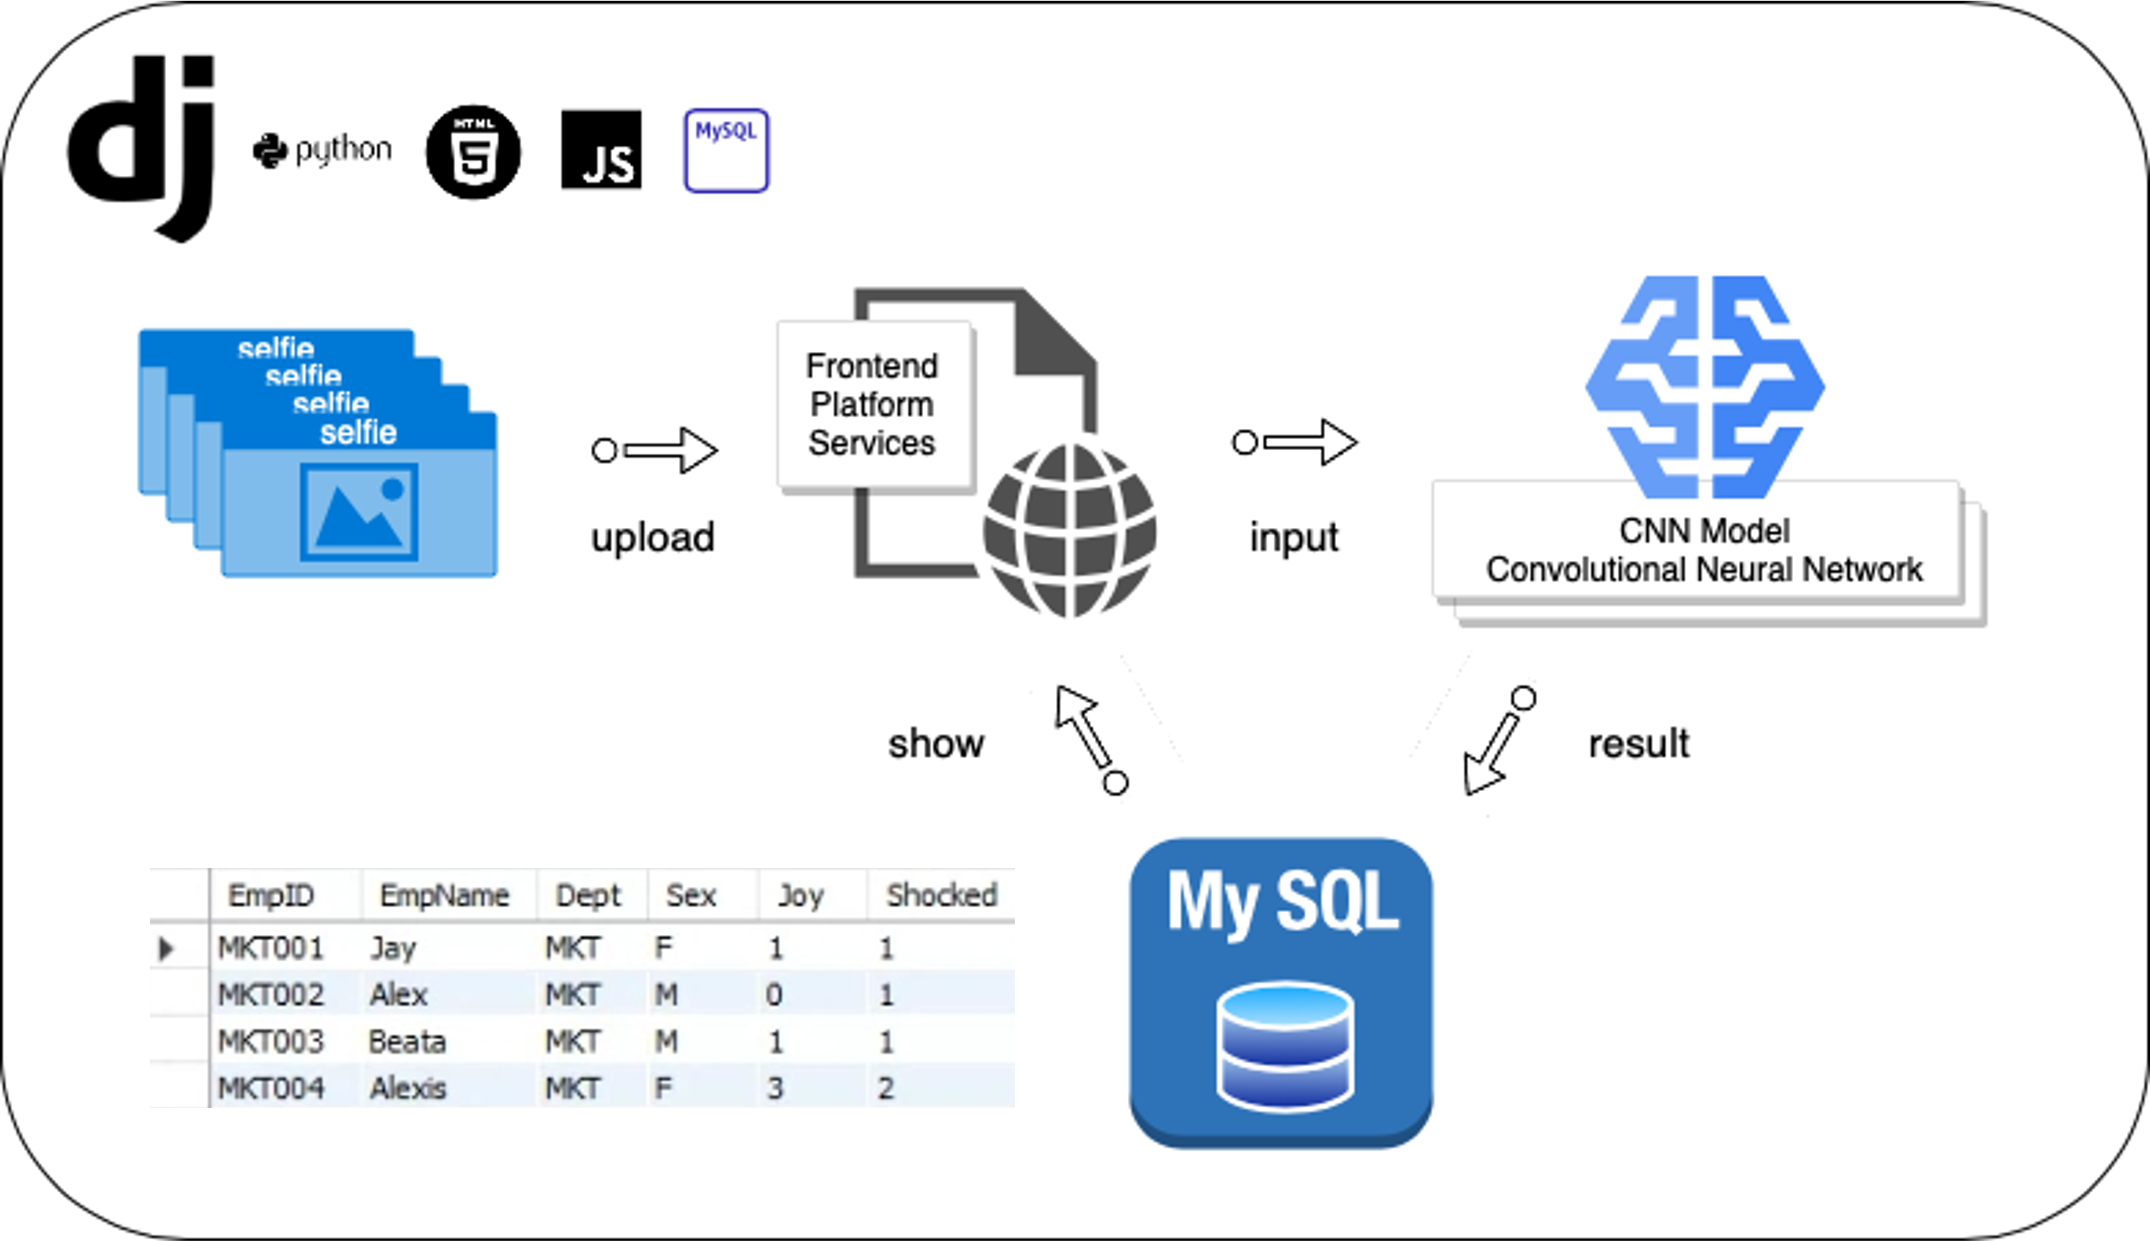 dj
python
HTML
5
JS
MySQL
selfie
selfie
selfie
selfie
upload
Frontend
Platform
Services
input
CNN Model
Convolutional Neural Network
show
result
My SQL
EmpID EmpName Dept Sex Joy Shocked
MKT001 Jay MKT F 1 1
MKT002 Alex MKT M 0 1
MKT003 Beata MKT M 1 1
MKT004 Alexis MKT F 3 2